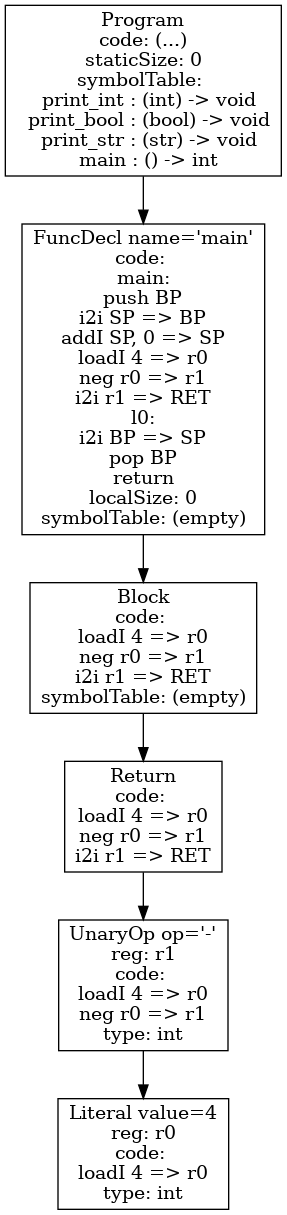 Program
code: (...)
staticSize: 0
symbolTable:
print_int : (int) -> void
print_bool : (bool) -> void
print_str : (str) -> void
main : () -> int
FuncDecl name='main'
code:
main:
push BP
i2i SP => BP
addI SP, 0 => SP
loadI 4 => r0
neg r0 => r1
i2i r1 => RET
l0:
i2i BP => SP
pop BP
return
localSize: 0
symbolTable: (empty)
Block
code:
loadI 4 => r0
neg r0 => r1
i2i r1 => RET
symbolTable: (empty)
Return
code:
loadI 4 => r0
neg r0 => r1
i2i r1 => RET
UnaryOp op='-'
reg: r1
code:
loadI 4 => r0
neg r0 => r1
type: int
Literal value=4
reg: r0
code:
loadI 4 => r0
type: int